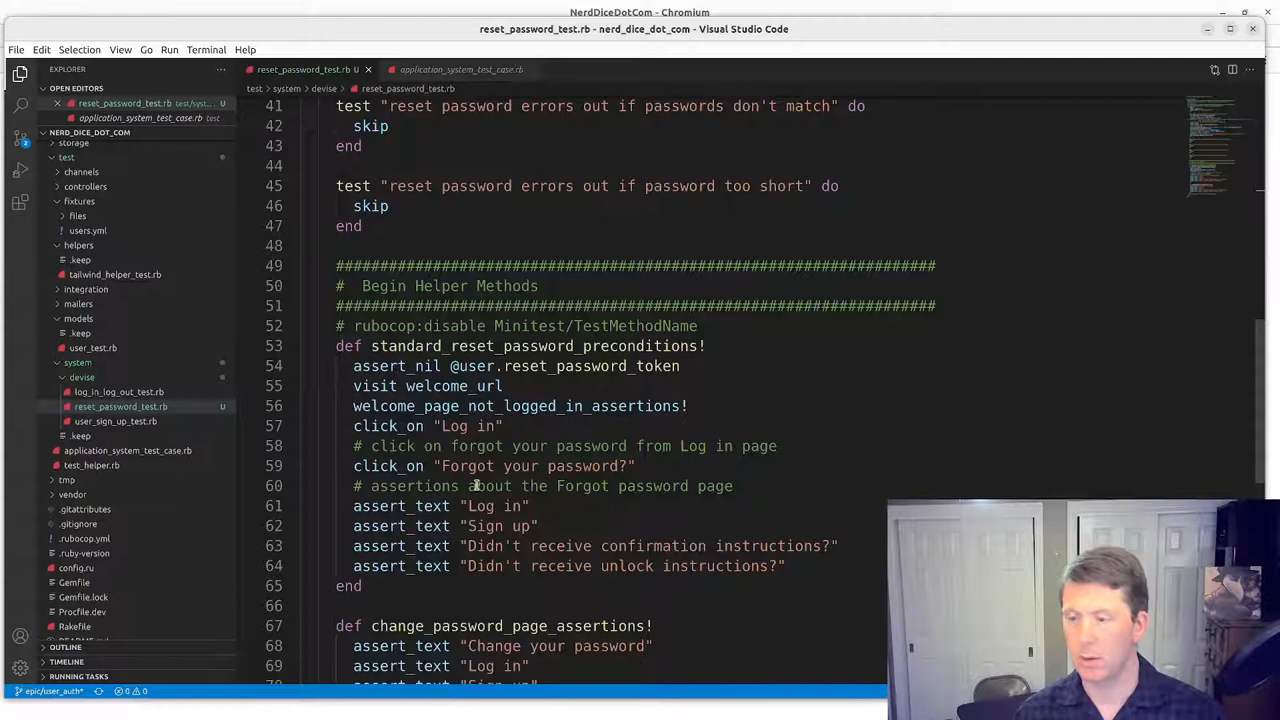 NerdDiceDotCom - Chromium
reset_password_test.rb - nerd_dice_dot_com - Visual Studio Code
File Edit Selection View Go Run Terminal Help
EXPLORER
reset_password_test.rb U
application_system_test_case.rb
OPEN EDITORS
test > system > devise > reset_password_test.rb
reset_password_test.rb test/syst... U
application_system_test_case.rb test
NERD_DICE_DOT_COM
storage
test
channels
controllers
fixtures
files
users.yml
helpers
.keep
tailwind_helper_test.rb
integration
mailers
models
.keep
user_test.rb
system
devise
log_in_log_out_test.rb
reset_password_test.rb U
user_sign_up_test.rb
.keep
application_system_test_case.rb
test_helper.rb
tmp
vendor
.gitattributes
.gitignore
.rubocop.yml
.ruby-version
config.ru
Gemfile
Gemfile.lock
Procfile.dev
Rakefile
OUTLINE
TIMELINE
RUNNING TASKS
41 test "reset password errors out if passwords don't match" do
42 skip
43 end
44
45 test "reset password errors out if password too short" do
46 skip
47 end
48
49 ####################################################################
50 #  Begin Helper Methods
51 ####################################################################
52 # rubocop:disable Minitest/TestMethodName
53 def standard_reset_password_preconditions!
54 assert_nil @user.reset_password_token
55 visit welcome_url
56 welcome_page_not_logged_in_assertions!
57 click_on "Log in"
58 # click on forgot your password from Log in page
59 click_on "Forgot your password?"
60 # assertions about the Forgot password page
61 assert_text "Log in"
62 assert_text "Sign up"
63 assert_text "Didn't receive confirmation instructions?"
64 assert_text "Didn't receive unlock instructions?"
65 end
66
67 def change_password_page_assertions!
68 assert_text "Change your password"
69 assert_text "Log in"
epic/user_auth* 0 0